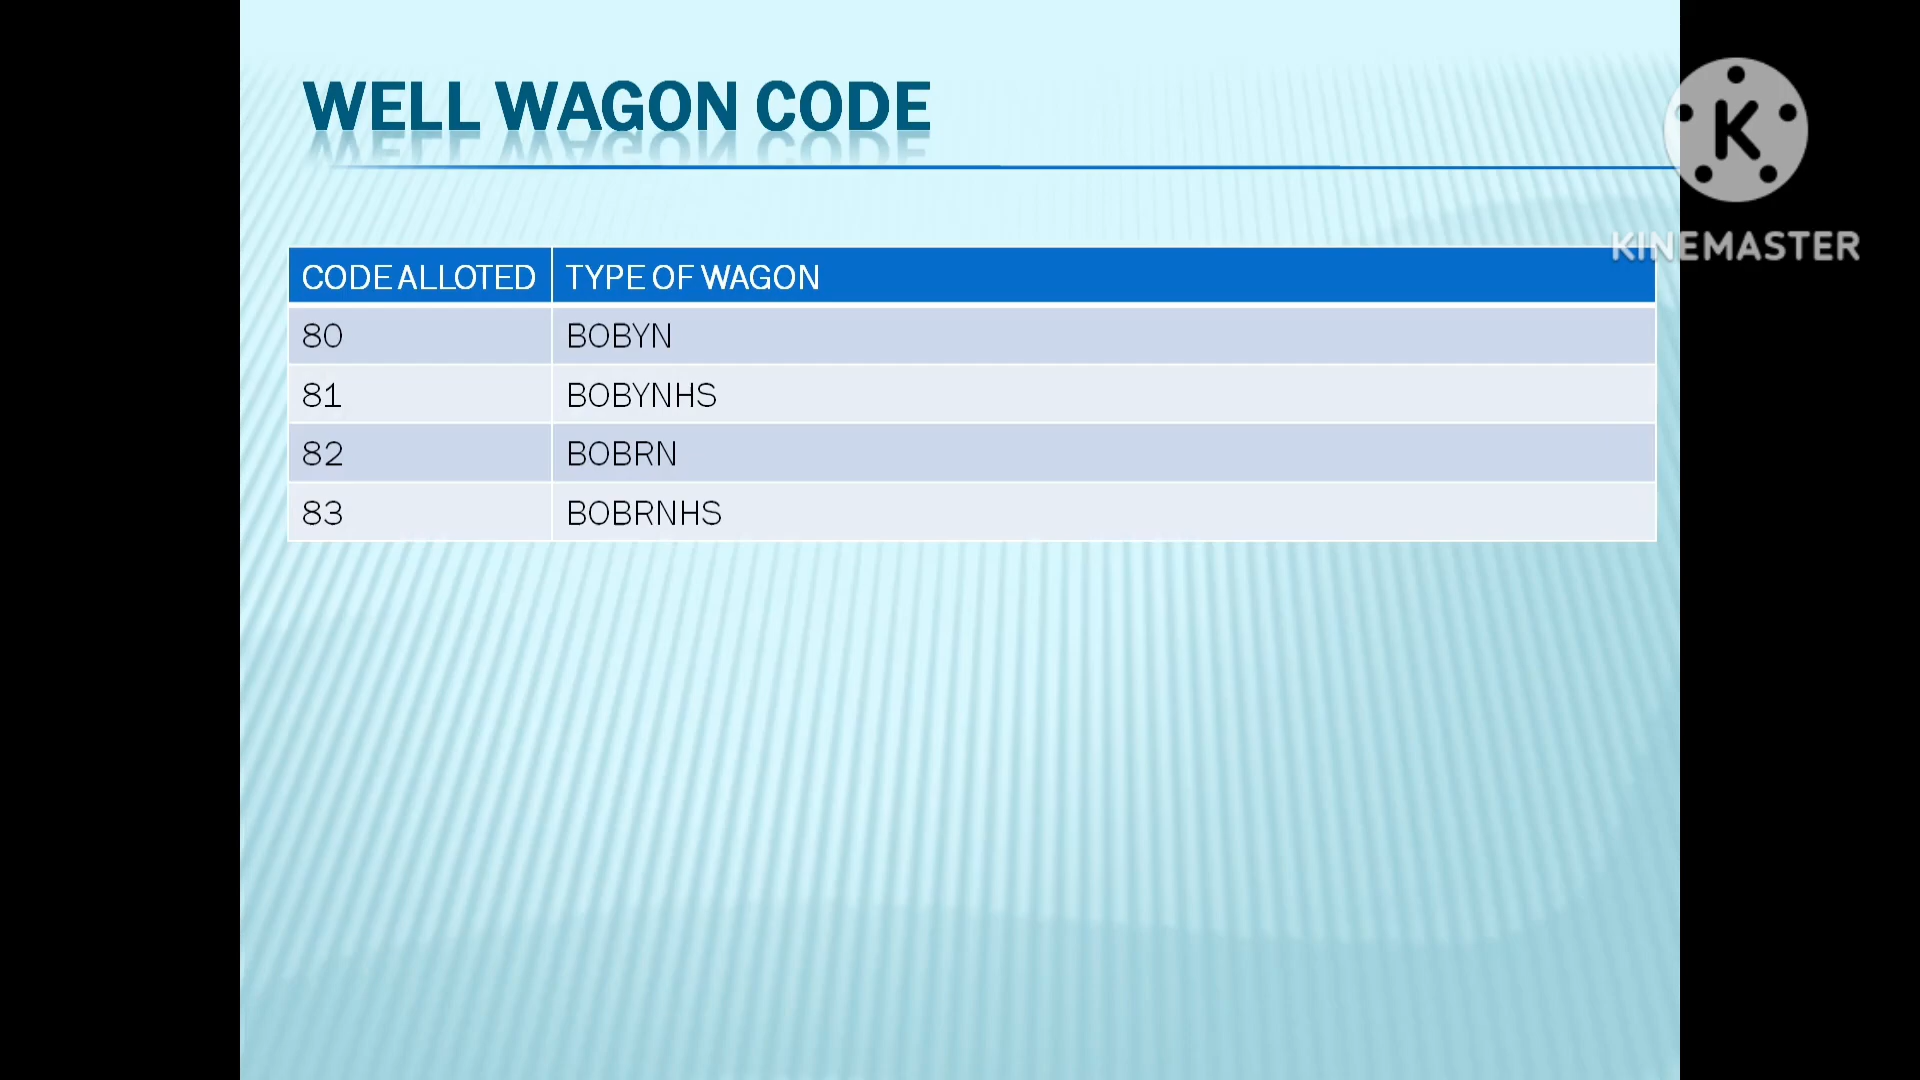 WELL WAGON CODE
K
KINEMASTER
CODE ALLOTED TYPE OF WAGON
80 BOBYN
81 BOBYNHS
82 BOBRN
83 BOBRNHS